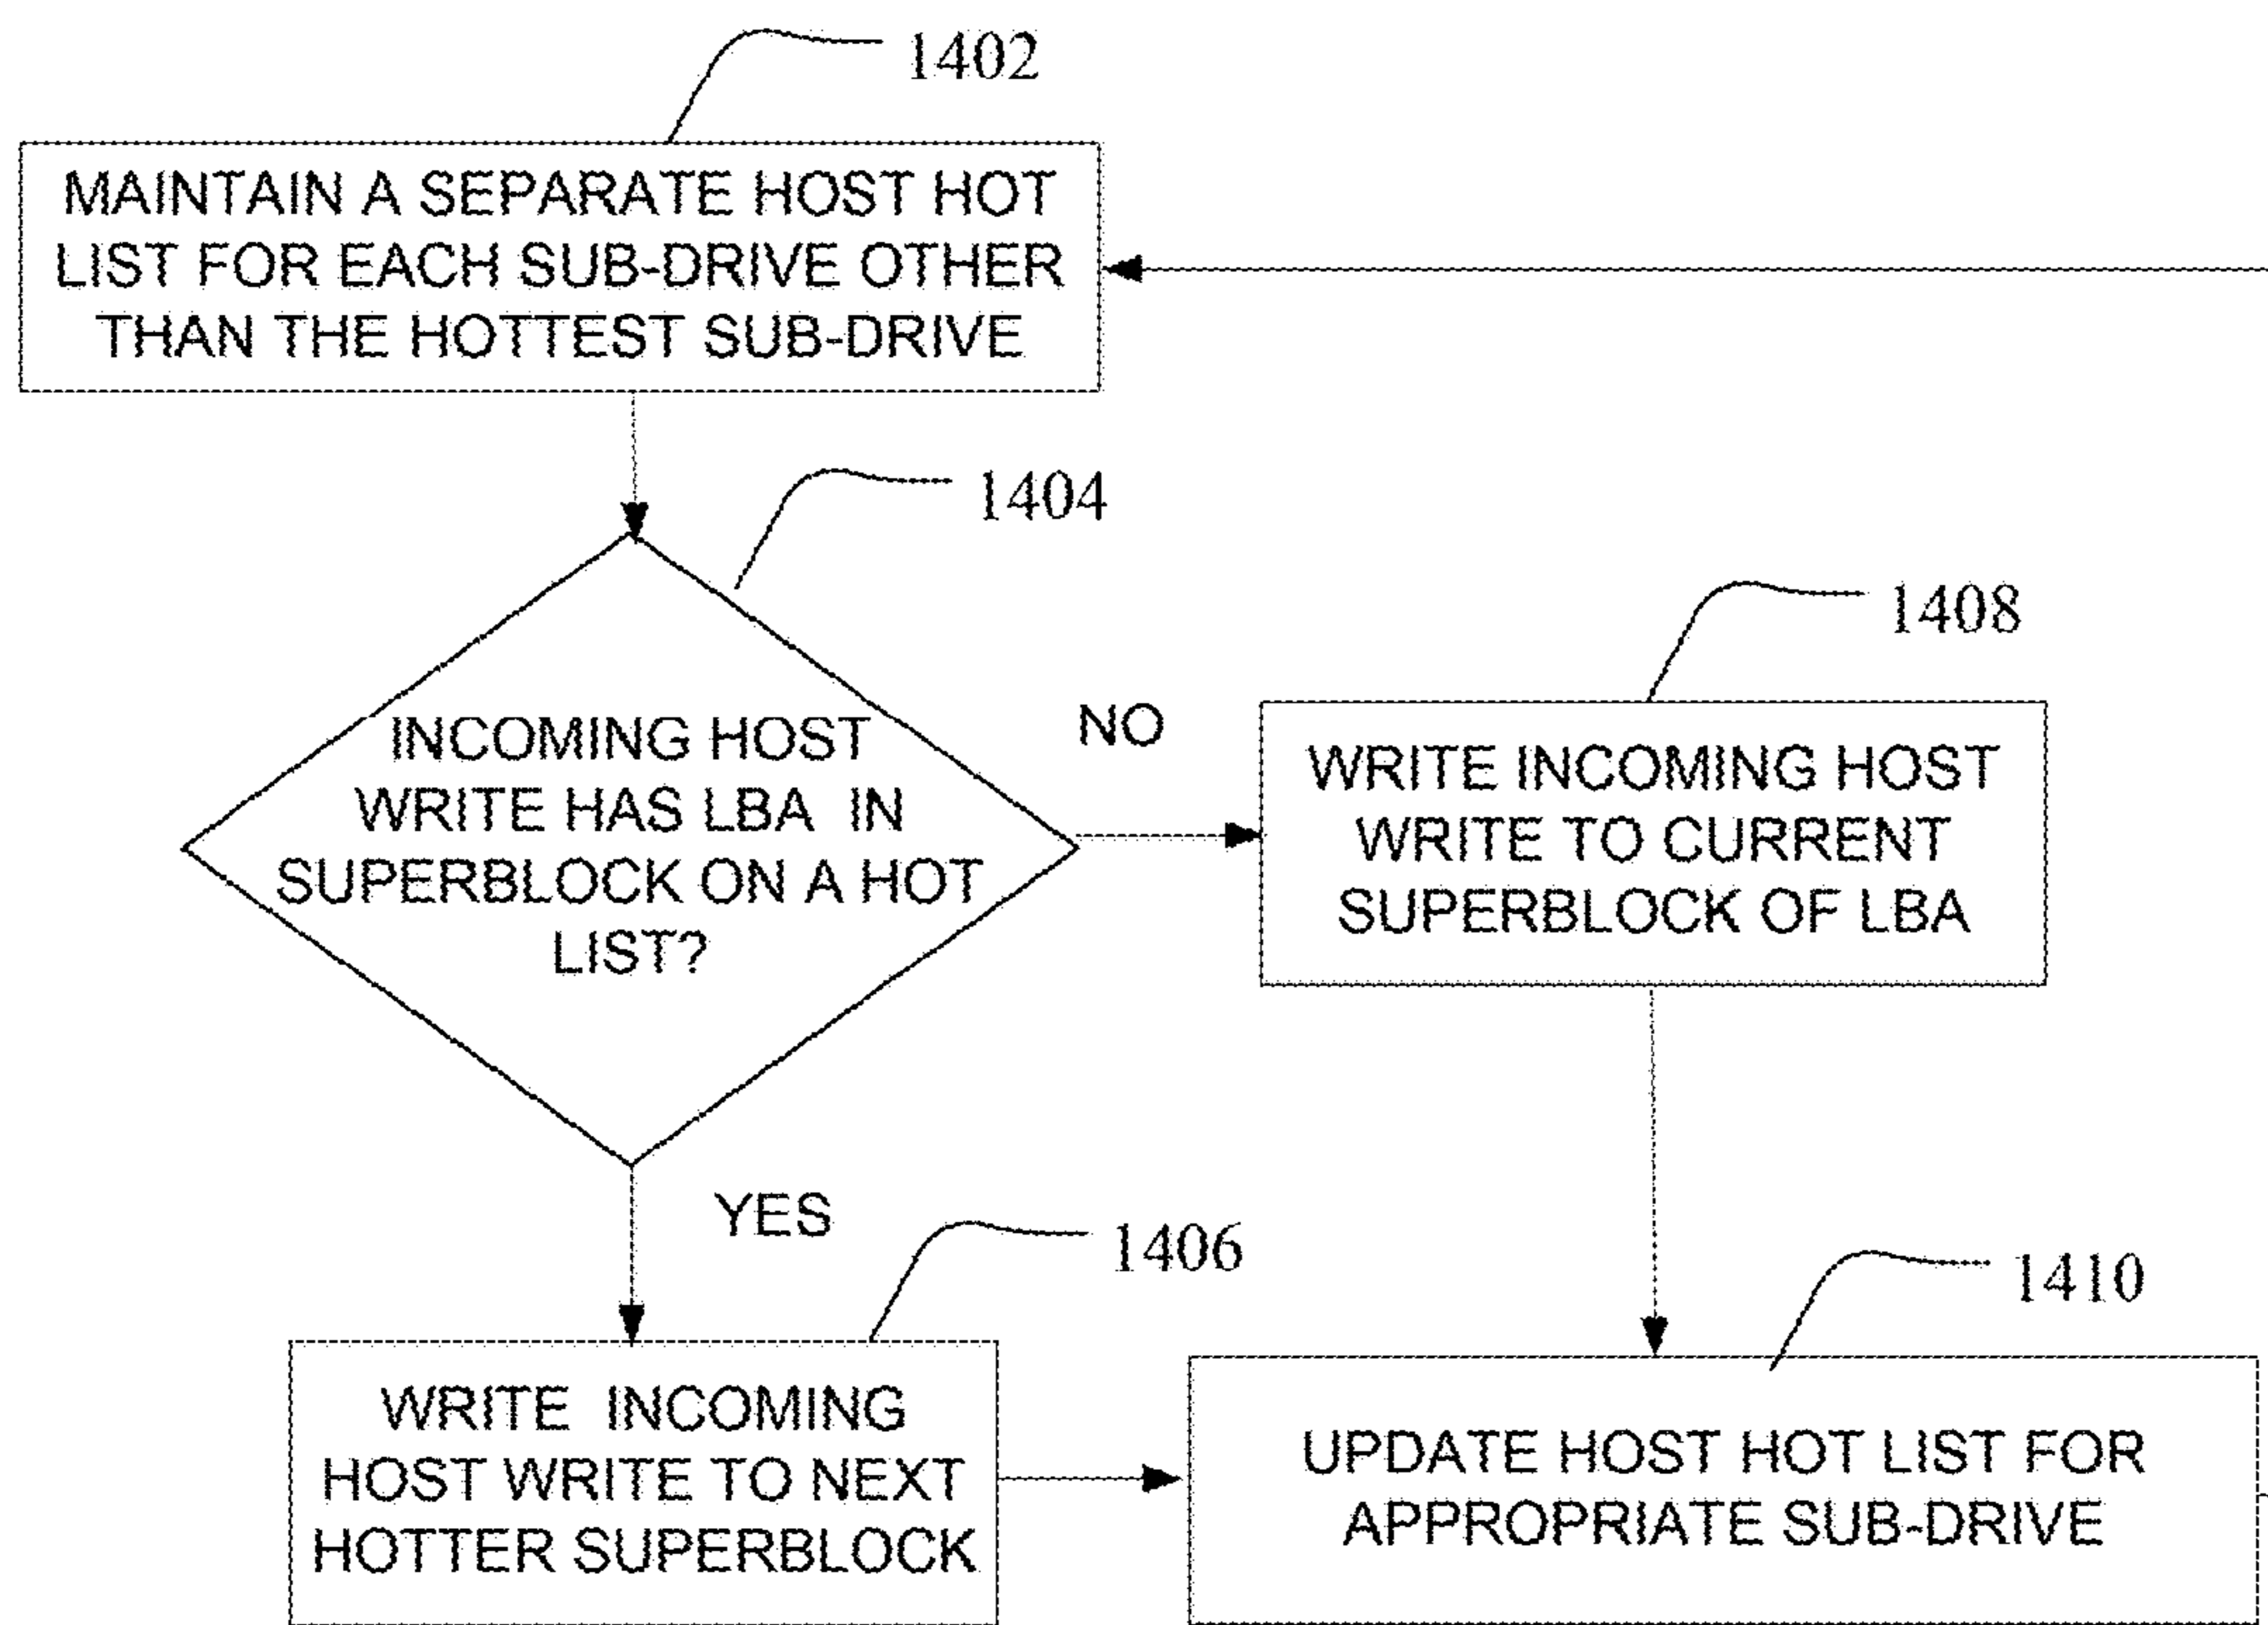 1402
MAINTAIN A SEPARATE HOST HOT
LIST FOR EACH SUB-DRIVE OTHER
THAN THE HOTTEST SUB-DRIVE
1404
INCOMING HOST
WRITE HAS LBA IN
SUPERBLOCK ON A HOT
LIST?
NO
1408
WRITE INCOMING HOST
WRITE TO CURRENT
SUPERBLOCK OF LBA
YES
1406
WRITE INCOMING
HOST WRITE TO NEXT
HOTTER SUPERBLOCK
1410
UPDATE HOST HOT LIST FOR
APPROPRIATE SUB-DRIVE